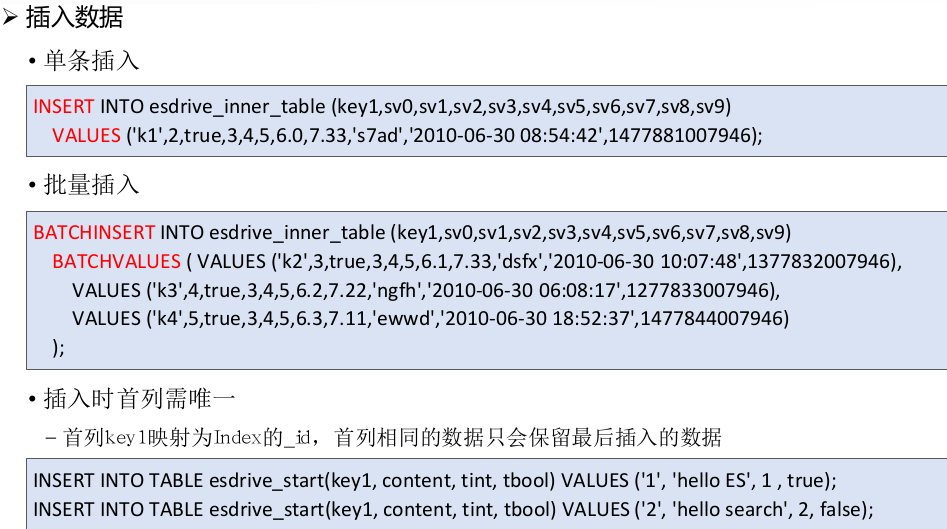 ➢ 插入数据
• 单条插入
INSERT INTO esdrive_inner_table (key1,sv0,sv1,sv2,sv3,sv4,sv5,sv6,sv7,sv8,sv9)
VALUES ('k1',2,true,3,4,5,6.0,7.33,'s7ad','2010-06-30 08:54:42',1477881007946);
• 批量插入
BATCHINSERT INTO esdrive_inner_table (key1,sv0,sv1,sv2,sv3,sv4,sv5,sv6,sv7,sv8,sv9)
BATCHVALUES ( VALUES ('k2',3,true,3,4,5,6.1,7.33,'dsfx','2010-06-30 10:07:48',1377832007946),
VALUES ('k3',4,true,3,4,5,6.2,7.22,'ngfh','2010-06-30 06:08:17',1277833007946),
VALUES ('k4',5,true,3,4,5,6.3,7.11,'ewwd','2010-06-30 18:52:37',1477844007946)
);
• 插入时首列需唯一
– 首列key1映射为Index的_id，首列相同的数据只会保留最后插入的数据
INSERT INTO TABLE esdrive_start(key1, content, tint, tbool) VALUES ('1', 'hello ES', 1 , true);
INSERT INTO TABLE esdrive_start(key1, content, tint, tbool) VALUES ('2', 'hello search', 2, false);